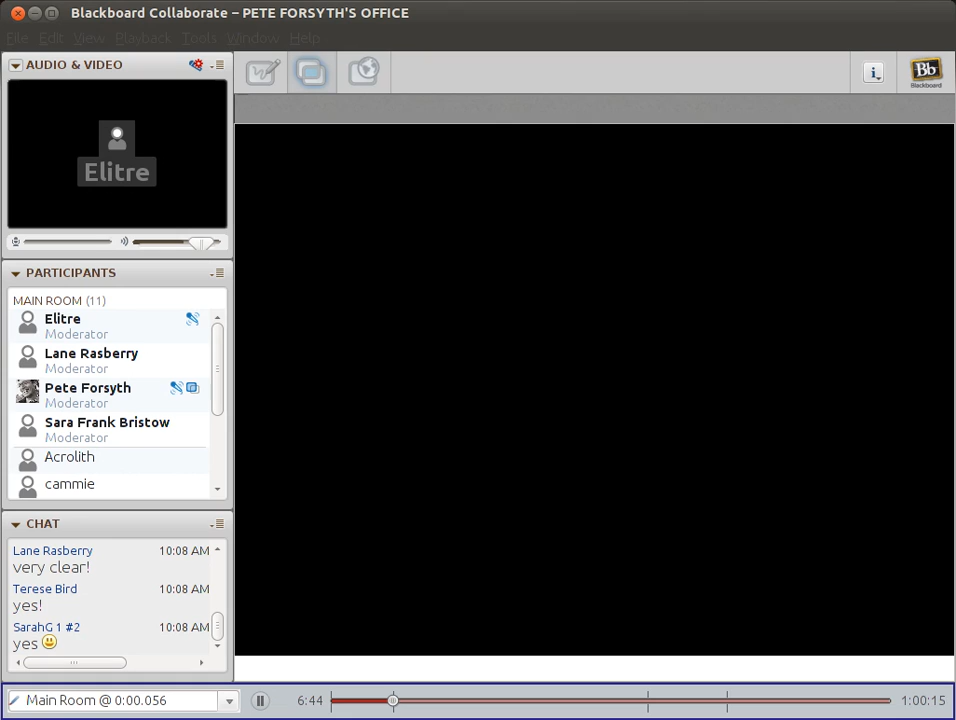 Blackboard Collaborate – PETE FORSYTH'S OFFICE
File Edit View Playback Tools Window Help
AUDIO & VIDEO
Elitre
PARTICIPANTS
MAIN ROOM (11)
Elitre
Moderator
Lane Rasberry
Moderator
Pete Forsyth
Moderator
Sara Frank Bristow
Moderator
Acrolith
cammie
CHAT
Lane Rasberry 10:08 AM
very clear!
Terese Bird 10:08 AM
yes!
SarahG 1 #2 10:08 AM
yes
i
Bb
Blackboard
Main Room @ 0:00.056
6:44
1:00:15